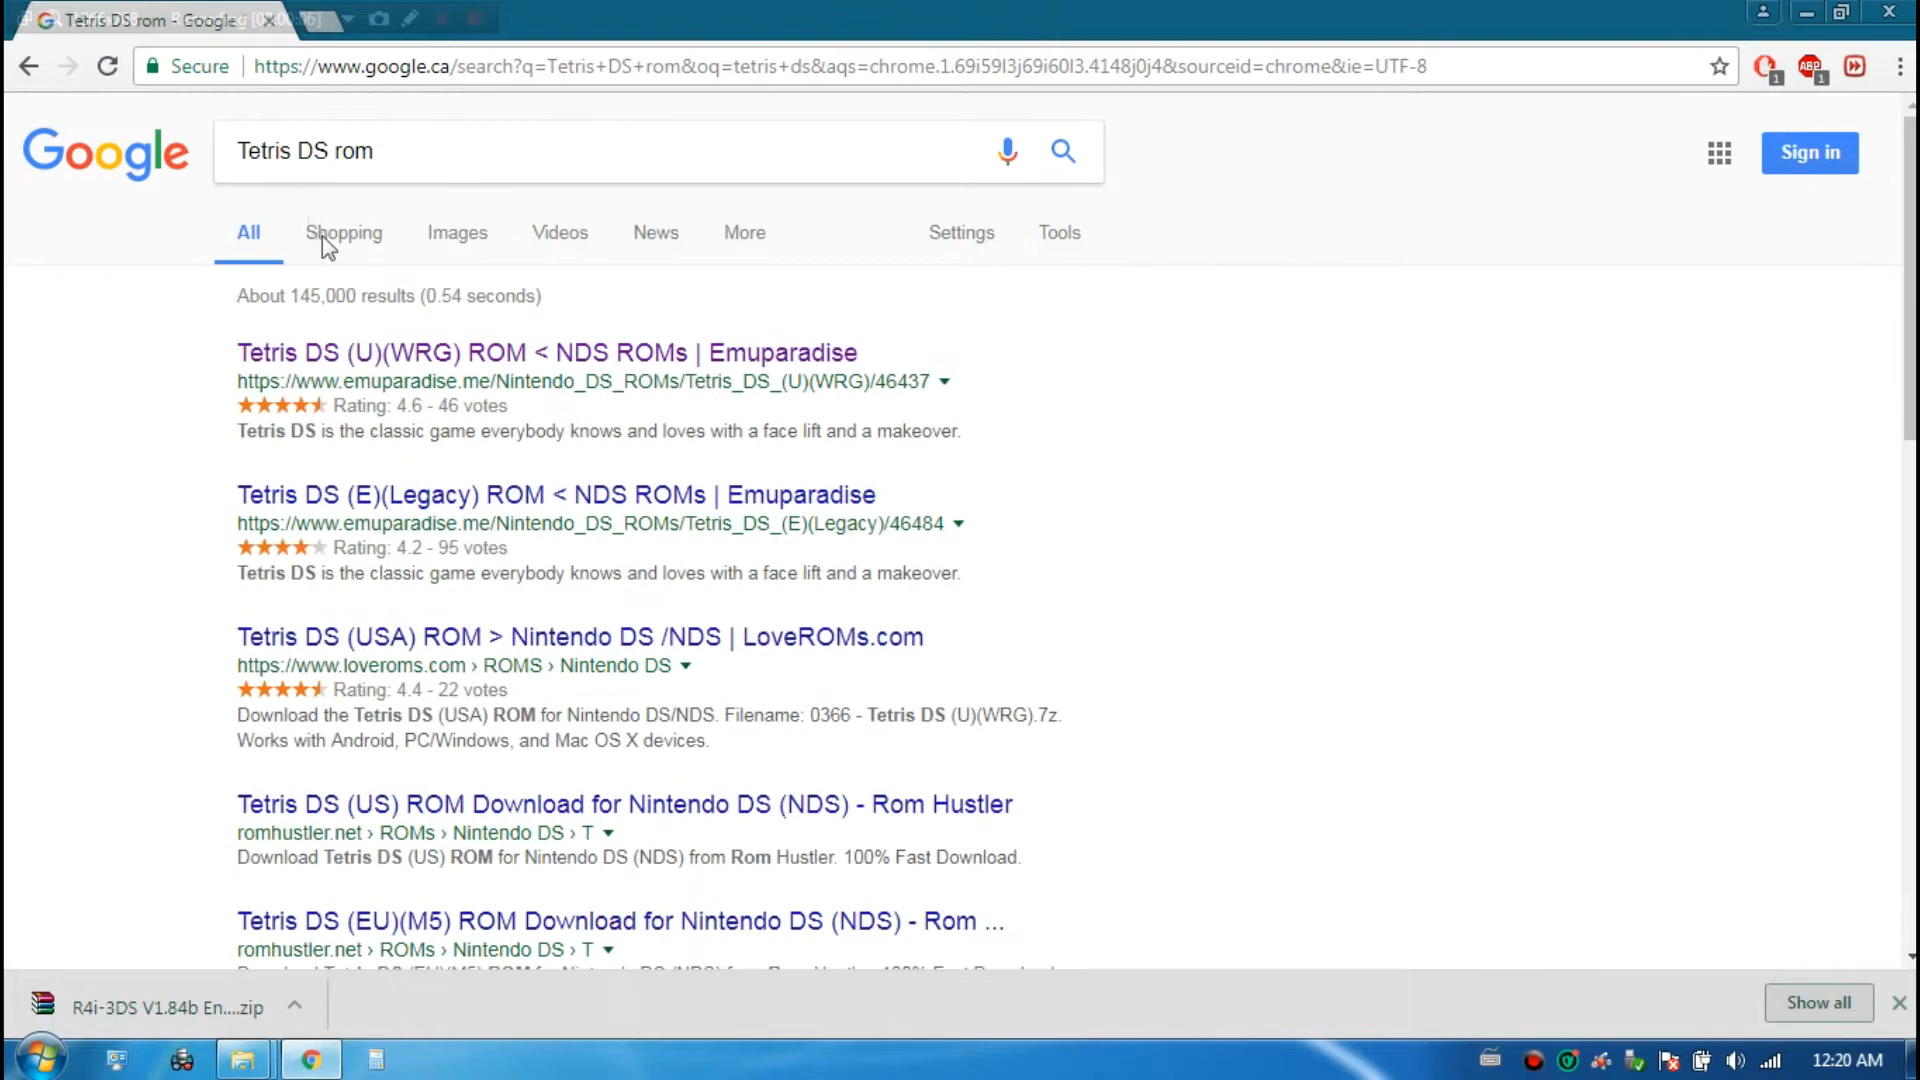 Tetris DS rom - Google
Secure
https://www.google.ca/search?q=Tetris+DS+rom&oq=tetris+ds&aqs=chrome.1.69i59l3j69i60l3.4148j0j4&sourceid=chrome&ie=UTF-8
1
ABP
1
Google
Tetris DS rom
Sign in
All Shopping Images Videos News More Settings Tools
About 145,000 results (0.54 seconds)
Tetris DS (U)(WRG) ROM < NDS ROMs | Emuparadise
https://www.emuparadise.me/Nintendo_DS_ROMs/Tetris_DS_(U)(WRG)/46437
Rating: 4.6 - 46 votes
Tetris DS is the classic game everybody knows and loves with a face lift and a makeover.
Tetris DS (E)(Legacy) ROM < NDS ROMs | Emuparadise
https://www.emuparadise.me/Nintendo_DS_ROMs/Tetris_DS_(E)(Legacy)/46484
Rating: 4.2 - 95 votes
Tetris DS is the classic game everybody knows and loves with a face lift and a makeover.
Tetris DS (USA) ROM > Nintendo DS /NDS | LoveROMs.com
https://www.loveroms.com › ROMS › Nintendo DS
Rating: 4.4 - 22 votes
Download the Tetris DS (USA) ROM for Nintendo DS/NDS. Filename: 0366 - Tetris DS (U)(WRG).7z.
Works with Android, PC/Windows, and Mac OS X devices.
Tetris DS (US) ROM Download for Nintendo DS (NDS) - Rom Hustler
romhustler.net › ROMs › Nintendo DS › T
Download Tetris DS (US) ROM for Nintendo DS (NDS) from Rom Hustler. 100% Fast Download.
Tetris DS (EU)(M5) ROM Download for Nintendo DS (NDS) - Rom ...
romhustler.net › ROMs › Nintendo DS › T
R4i-3DS V1.84b En....zip
Show all
12:20 AM